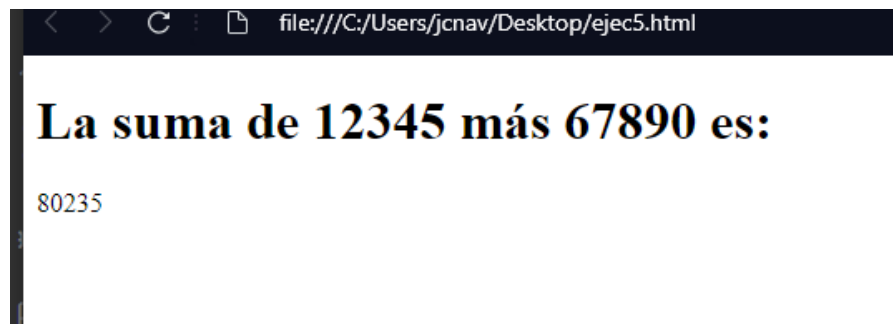 file:///C:/Users/jcnav/Desktop/ejec5.html
La suma de 12345 más 67890 es:
80235